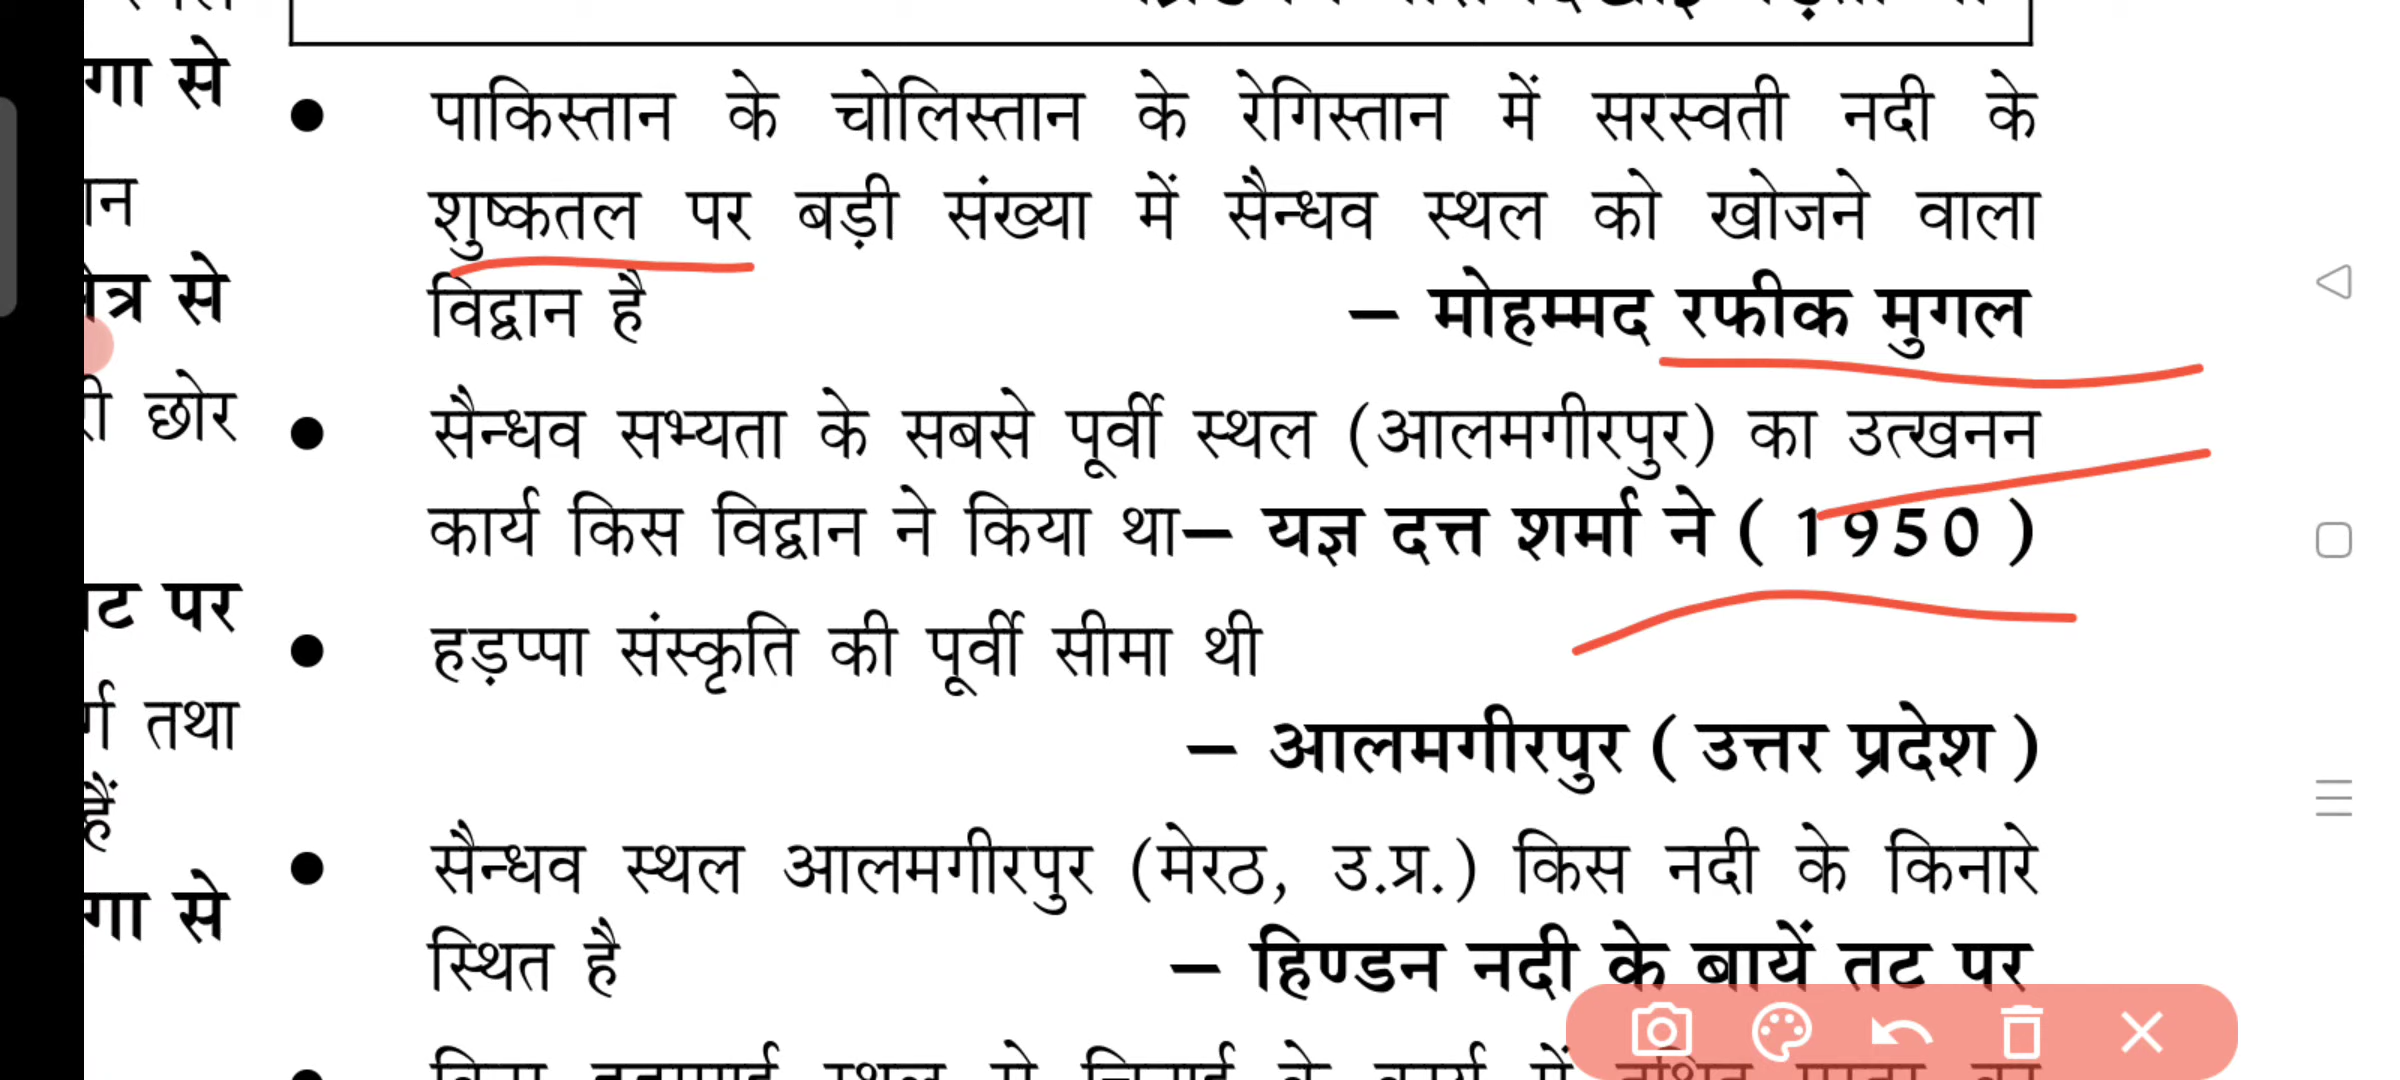 गा से
त्र से
छोर
पर
तथा
हैं
गा से
● पाकिस्तान के चोलिस्तान के रेगिस्तान में सरस्वती नदी के
शुष्कतल पर बड़ी संख्या में सैन्धव स्थल को खोजने वाला
विद्वान है – मोहम्मद रफीक मुगल
● सैन्धव सभ्यता के सबसे पूर्वी स्थल (आलमगीरपुर) का उत्खनन
कार्य किस विद्वान ने किया था– यज्ञ दत्त शर्मा ने ( 1950 )
● हड़प्पा संस्कृति की पूर्वी सीमा थी
– आलमगीरपुर ( उत्तर प्रदेश )
● सैन्धव स्थल आलमगीरपुर (मेरठ, उ.प्र.) किस नदी के किनारे
स्थित है – हिण्डन नदी के बायें तट पर